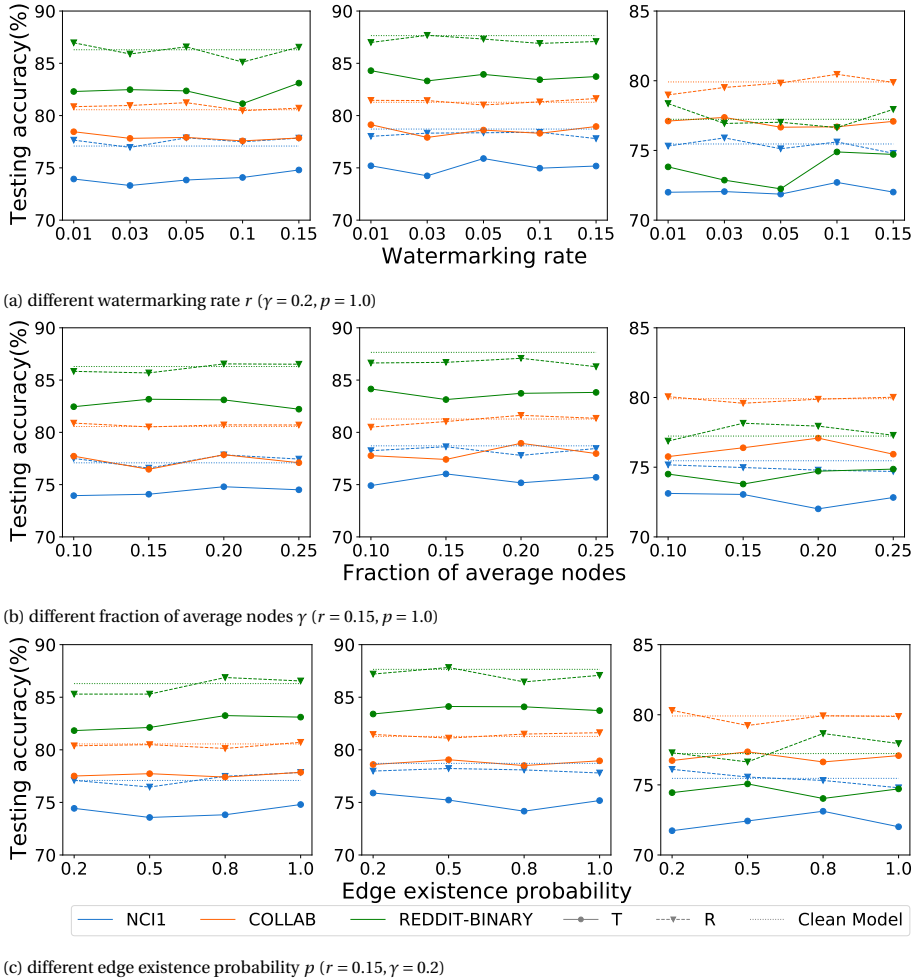 90
85
80
75
70
Testing accuracy(%)
0.01 0.03 0.05 0.1 0.15
90
85
80
75
70
0.01 0.03 0.05 0.1 0.15
85
80
75
70
0.01 0.03 0.05 0.1 0.15
Watermarking rate
(a) different watermarking rate r (γ = 0.2, p = 1.0)
90
85
80
75
70
Testing accuracy(%)
0.10 0.15 0.20 0.25
90
85
80
75
70
0.10 0.15 0.20 0.25
85
80
75
70
0.10 0.15 0.20 0.25
Fraction of average nodes
(b) different fraction of average nodes γ (r = 0.15, p = 1.0)
90
85
80
75
70
Testing accuracy(%)
0.2 0.5 0.8 1.0
90
85
80
75
70
0.2 0.5 0.8 1.0
85
80
75
70
0.2 0.5 0.8 1.0
Edge existence probability
NCI1 COLLAB REDDIT-BINARY T R Clean Model
(c) different edge existence probability p (r = 0.15, γ = 0.2)